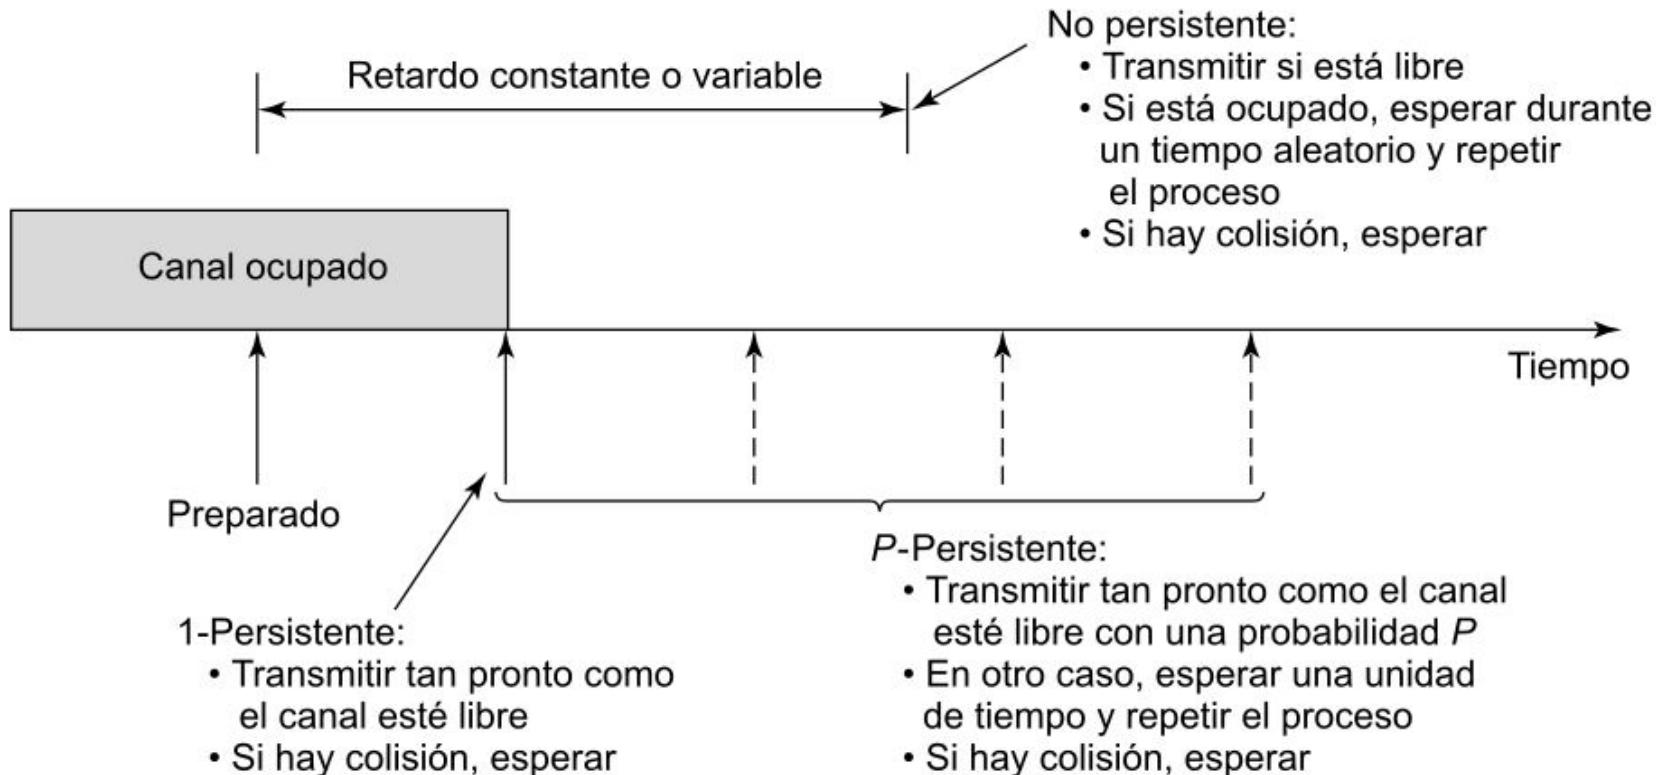 No persistente:
• Transmitir si está libre
• Si está ocupado, esperar durante
un tiempo aleatorio y repetir
el proceso
• Si hay colisión, esperar
Retardo constante o variable
Canal ocupado
Tiempo
Preparado
1-Persistente:
• Transmitir tan pronto como
el canal esté libre
• Si hay colisión, esperar
P-Persistente:
• Transmitir tan pronto como el canal
esté libre con una probabilidad P
• En otro caso, esperar una unidad
de tiempo y repetir el proceso
• Si hay colisión, esperar